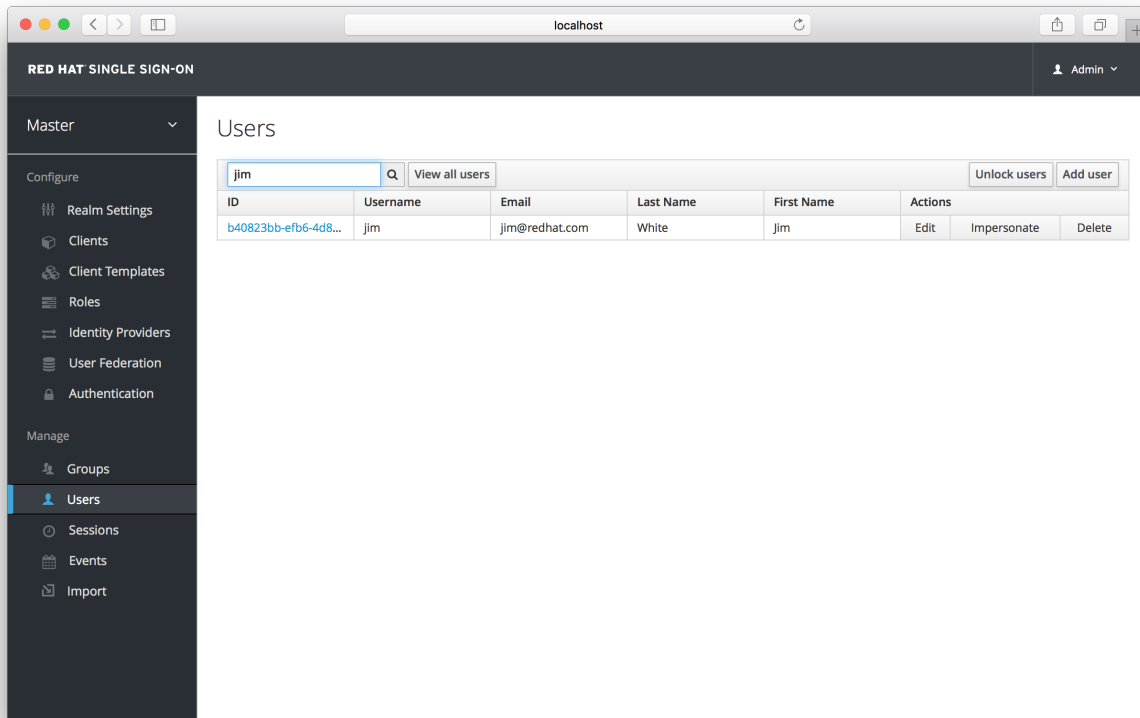 localhost
RED HAT SINGLE SIGN-ON
Admin
Master
Users
jim
View all users
Unlock users
Add user
ID Username Email Last Name First Name Actions
b40823bb-efb6-4d8... jim jim@redhat.com White Jim Edit Impersonate Delete
Configure
Realm Settings
Clients
Client Templates
Roles
Identity Providers
User Federation
Authentication
Manage
Groups
Users
Sessions
Events
Import